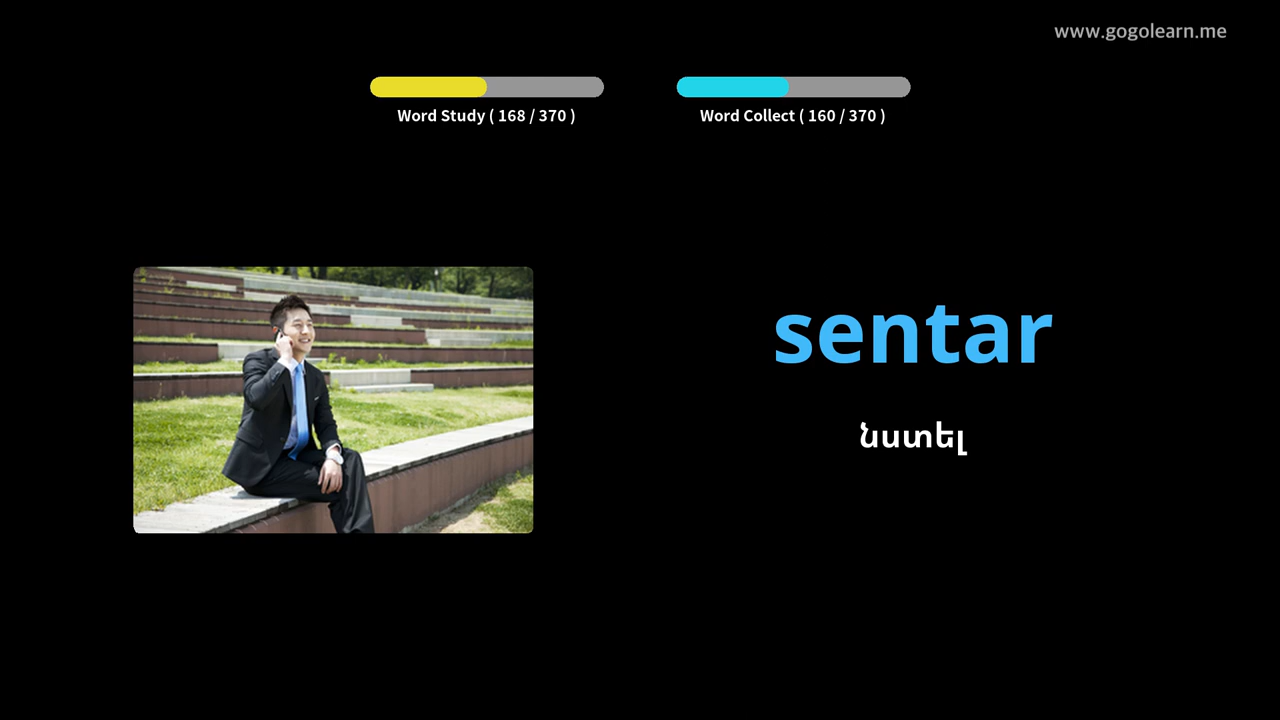 www.gogolearn.me
Word Study ( 168 / 370 )
Word Collect ( 160 / 370 )
sentar
նստել